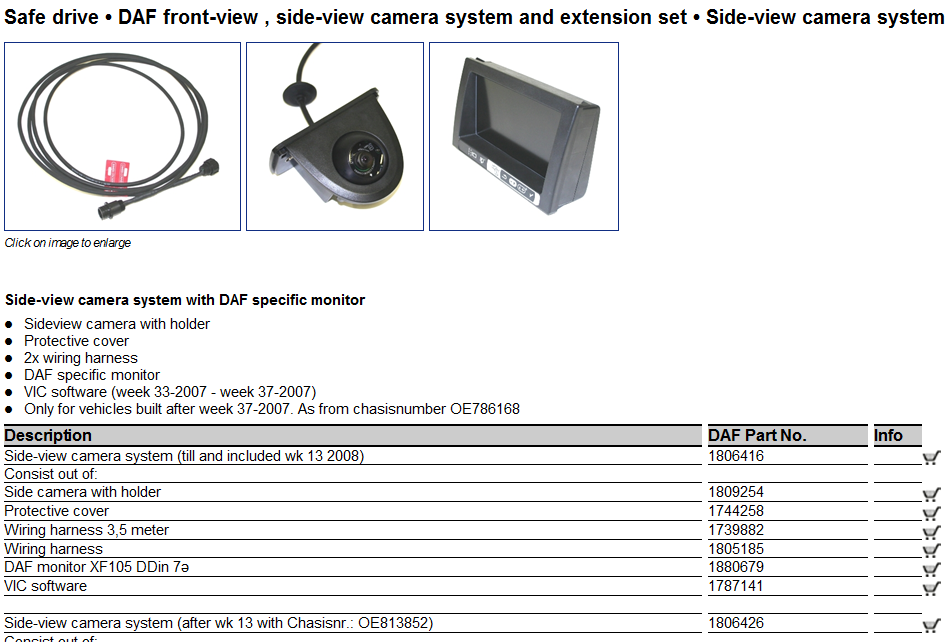 Safe drive • DAF front-view , side-view camera system and extension set • Side-view camera system
Click on image to enlarge
Side-view camera system with DAF specific monitor
● Sideview camera with holder
● Protective cover
● 2x wiring harness
● DAF specific monitor
● VIC software (week 33-2007 - week 37-2007)
● Only for vehicles built after week 37-2007. As from chasisnumber OE786168
Description DAF Part No. Info
Side-view camera system (till and included wk 13 2008) 1806416
Consist out of:
Side camera with holder 1809254
Protective cover 1744258
Wiring harness 3,5 meter 1739882
Wiring harness 1805185
DAF monitor XF105 DDin 7ə 1880679
VIC software 1787141
Side-view camera system (after wk 13 with Chasisnr.: OE813852) 1806426
Consist out of: